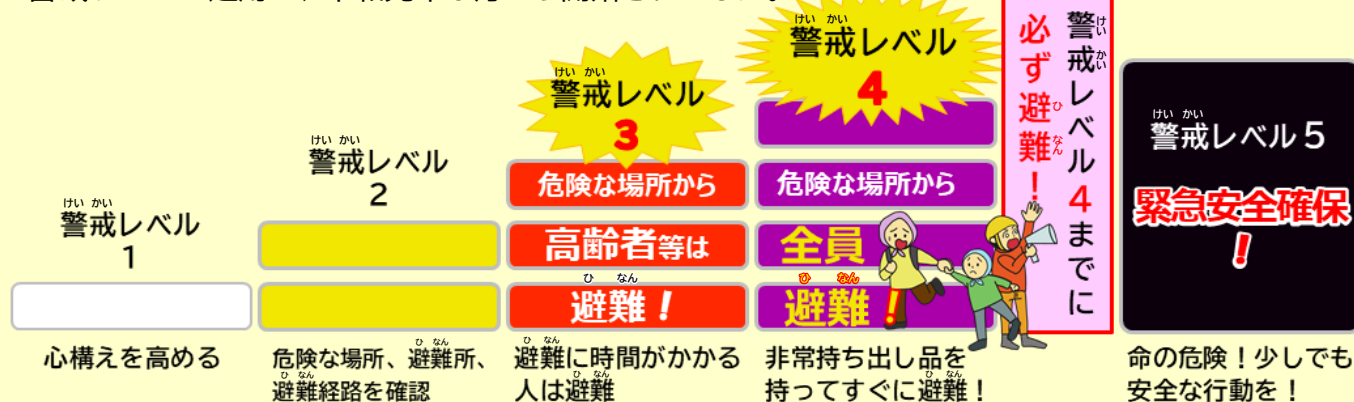 警戒レベル
1
心構えを高める
警戒レベル
2
危険な場所、避難所、
避難経路を確認
警戒レベル
3
危険な場所から
高齢者等は
避難！
避難に時間がかかる
人は避難
警戒レベル
4
危険な場所から
全員
避難！
非常持ち出し品を
持ってすぐに避難！
警戒レベル4までに
必ず避難！
警戒レベル5
緊急安全確保
！
命の危険！少しでも
安全な行動を！